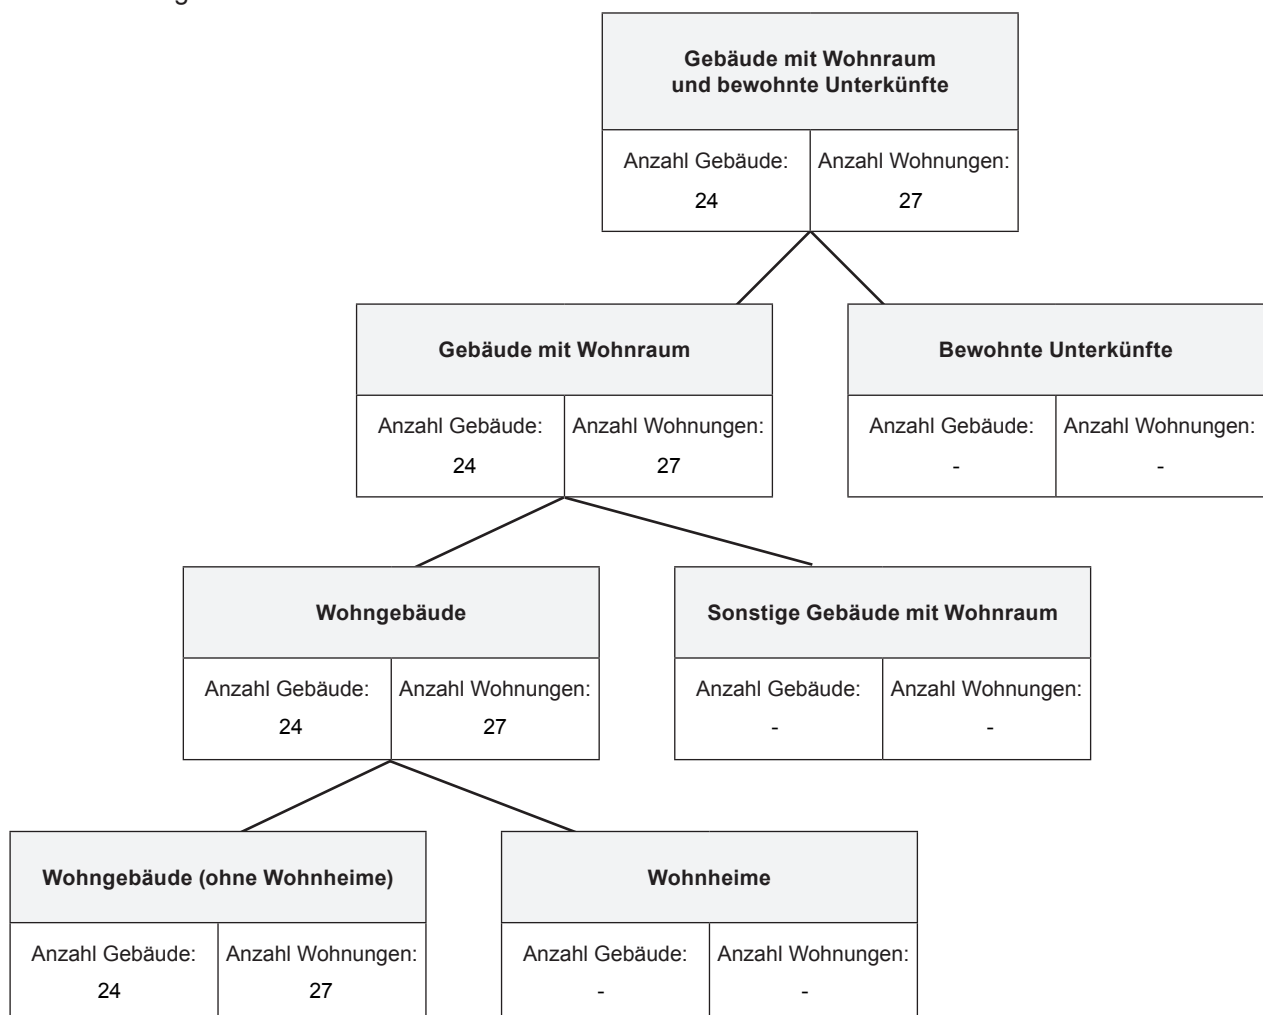 Gebäude mit Wohnraum
und bewohnte Unterkünfte
Anzahl Gebäude: Anzahl Wohnungen:
24 27
Gebäude mit Wohnraum
Anzahl Gebäude: Anzahl Wohnungen:
24 27
Bewohnte Unterkünfte
Anzahl Gebäude: Anzahl Wohnungen:
- -
Wohngebäude
Anzahl Gebäude: Anzahl Wohnungen:
24 27
Sonstige Gebäude mit Wohnraum
Anzahl Gebäude: Anzahl Wohnungen:
- -
Wohngebäude (ohne Wohnheime)
Anzahl Gebäude: Anzahl Wohnungen:
24 27
Wohnheime
Anzahl Gebäude: Anzahl Wohnungen:
- -